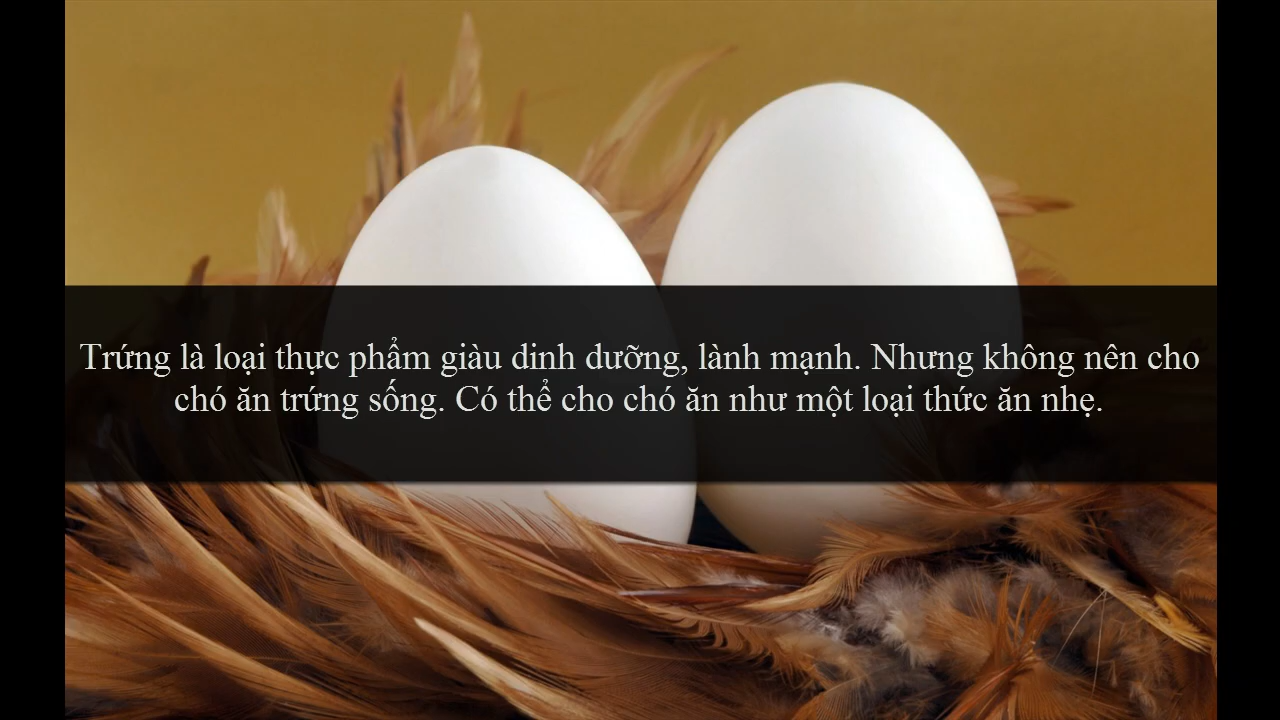 Trứng là loại thực phẩm giàu dinh dưỡng, lành mạnh. Nhưng không nên cho
chó ăn trứng sống. Có thể cho chó ăn như một loại thức ăn nhẹ.